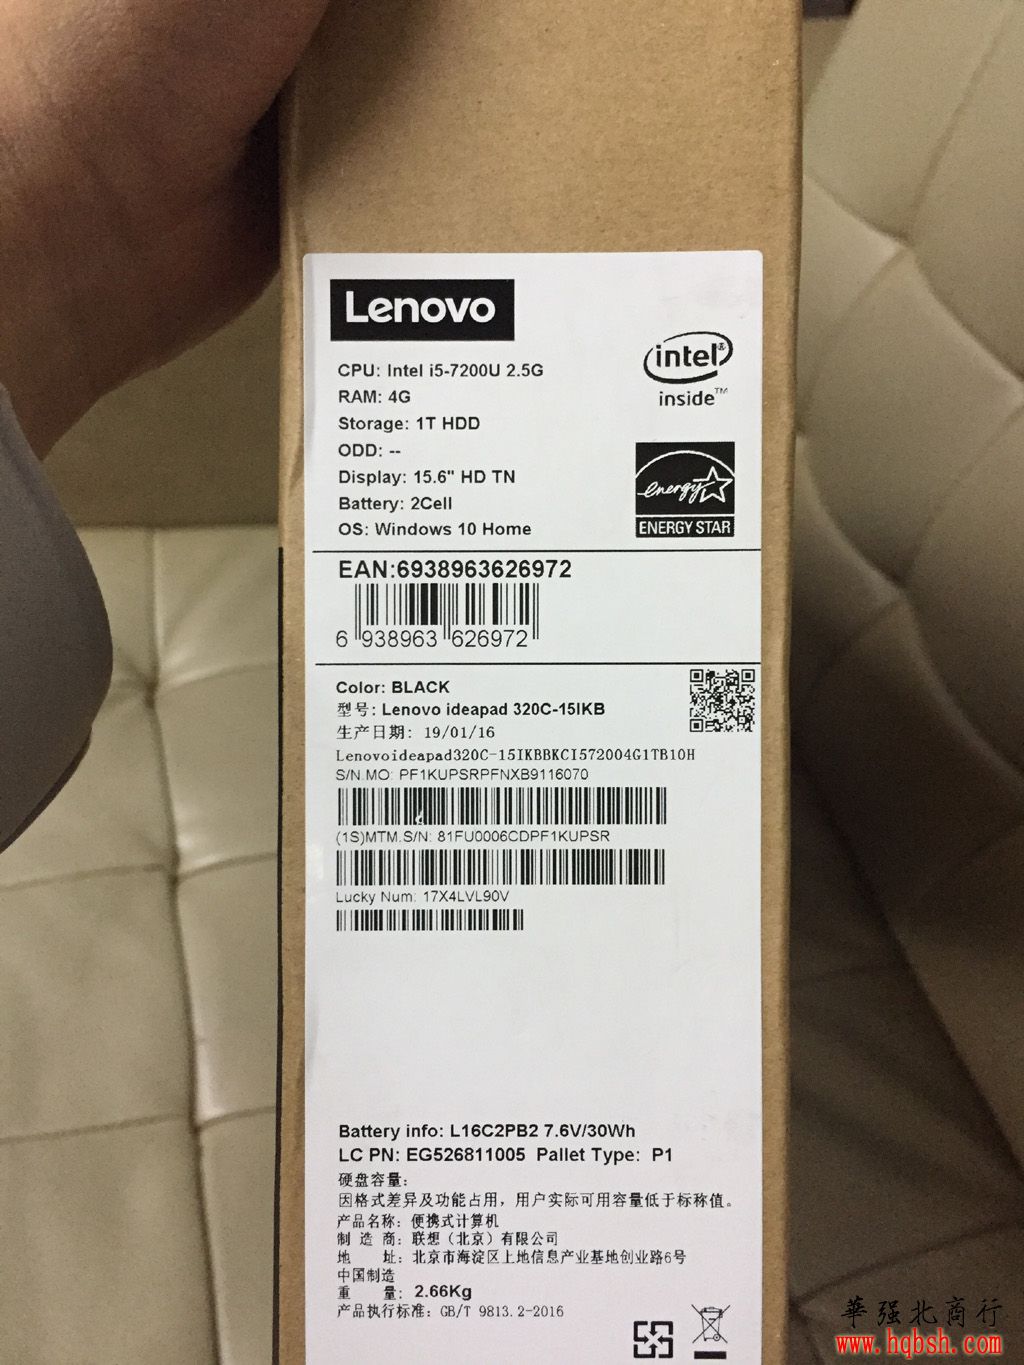 Lenovo
CPU: Intel i5-7200U 2.5G
RAM: 4G
Storage: 1T HDD
ODD: --
Display: 15.6" HD TN
Battery: 2Cell
OS: Windows 10 Home
intel®
inside™
energy
ENERGY STAR
EAN:6938963626972
6 938963 626972
Color: BLACK
型号: Lenovo ideapad 320C-15IKB
生产日期: 19/01/16
Lenovoideapad320C-15IKBBKCI572004G1TB10H
S/N.MO: PF1KUPSRPFNXB9116070
(1S)MTM.S/N: 81FU0006CDPF1KUPSR
Lucky Num: 17X4LVL90V
Battery info: L16C2PB2 7.6V/30Wh
LC PN: EG526811005 Pallet Type: P1
硬盘容量:
因格式差异及功能占用，用户实际可用容量低于标称值。
产品名称: 便携式计算机
制 造 商: 联想（北京）有限公司
地 址: 北京市海淀区上地信息产业基地创业路6号
中国制造
重 量: 2.66Kg
产品执行标准: GB/T 9813.2-2016
華强北商行
www.hqbsh.com